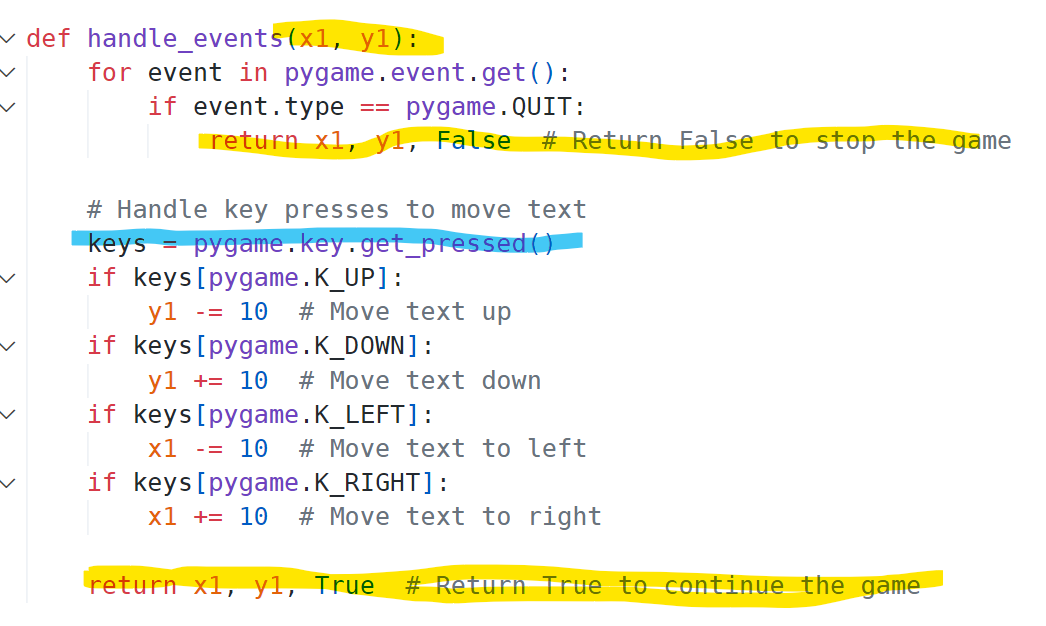 def handle_events(x1, y1):
    for event in pygame.event.get():
        if event.type == pygame.QUIT:
            return x1, y1, False  # Return False to stop the game

    # Handle key presses to move text
    keys = pygame.key.get_pressed()
    if keys[pygame.K_UP]:
        y1 -= 10  # Move text up
    if keys[pygame.K_DOWN]:
        y1 += 10  # Move text down
    if keys[pygame.K_LEFT]:
        x1 -= 10  # Move text to left
    if keys[pygame.K_RIGHT]:
        x1 += 10  # Move text to right

    return x1, y1, True  # Return True to continue the game